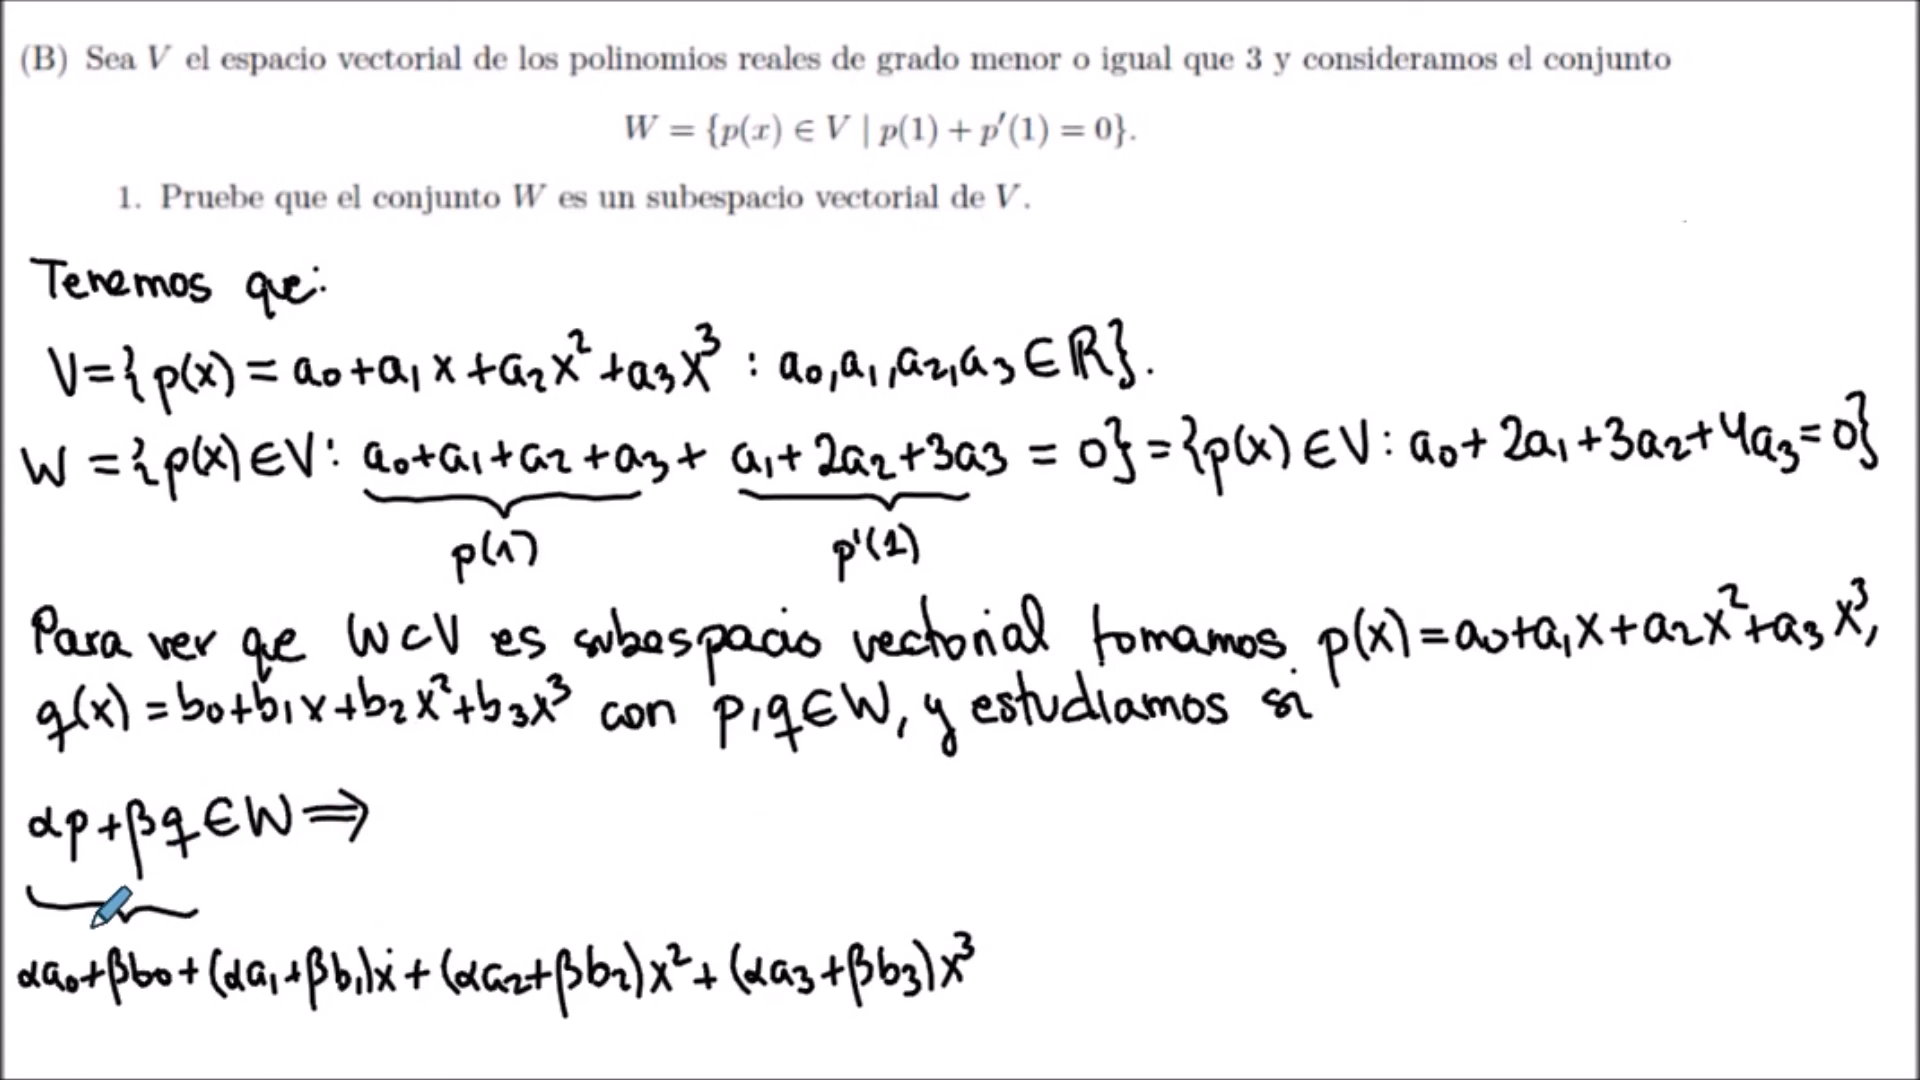 (B) Sea V el espacio vectorial de los polinomios reales de grado menor o igual que 3 y consideramos el conjunto
W = {p(x) ∈ V | p(1) + p′(1) = 0}.
1. Pruebe que el conjunto W es un subespacio vectorial de V.
Tenemos que:
V={p(x) = a₀+a₁x+a₂x²+a₃x³ : a₀,a₁,a₂,a₃∈ℝ}.
W ={p(x)∈V: a₀+a₁+a₂+a₃+ a₁+2a₂+3a₃ = 0}={p(x)∈V: a₀+2a₁+3a₂+4a₃=0}
p(1) p'(1)
Para ver que W⊂V es subespacio vectorial tomamos p(x)=a₀+a₁x+a₂x²+a₃x³,
q(x)=b₀+b₁x+b₂x²+b₃x³ con p,q∈W, y estudiamos si
αp+βq∈W⇒
αa₀+βb₀+(αa₁+βb₁)x+(αa₂+βb₂)x²+(αa₃+βb₃)x³